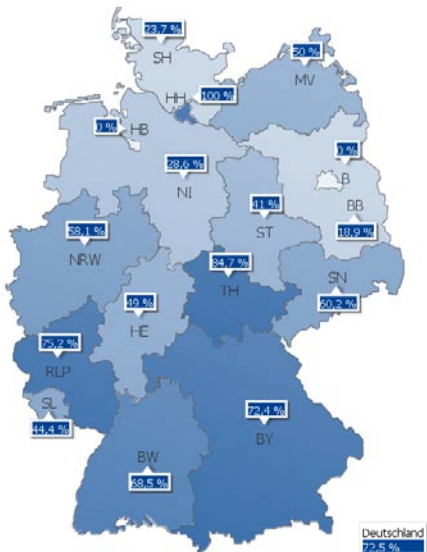 23,7 %
SH
50 %
MV
HH
100 %
0 %
HB
0 %
B
28,6 %
NI
41 %
ST
BB
18,9 %
58,1 %
NRW
84,7 %
TH
SN
60,2 %
49 %
HE
75,2 %
RLP
SL
44,4 %
72,4 %
BY
BW
68,5 %
Deutschland
72,5 %